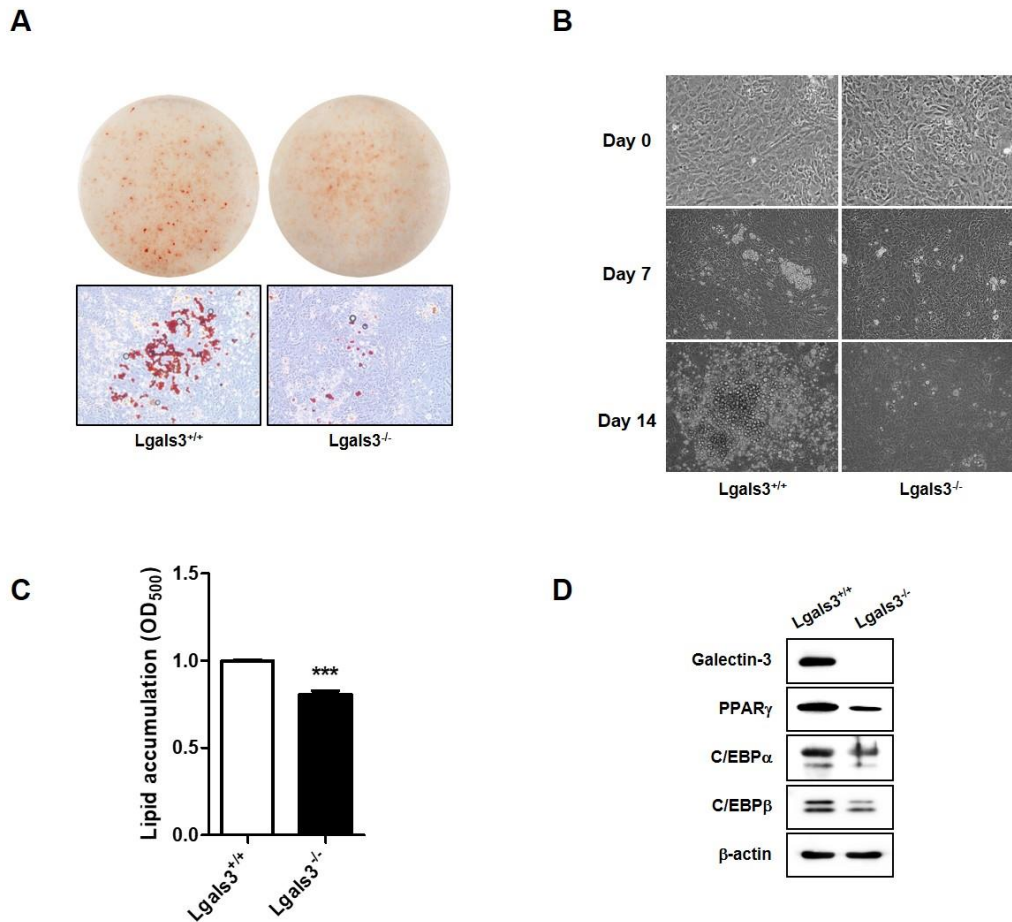 A
Lgals3⁺/⁺ Lgals3⁻/⁻
B
Day 0
Day 7
Day 14
Lgals3⁺/⁺ Lgals3⁻/⁻
C
Lipid accumulation (OD₅₀₀)
1.5
1.0
0.5
0.0
***
Lgals3⁺/⁺ Lgals3⁻/⁻
D
Lgals3⁺/⁺ Lgals3⁻/⁻
Galectin-3
PPARγ
C/EBPα
C/EBPβ
β-actin